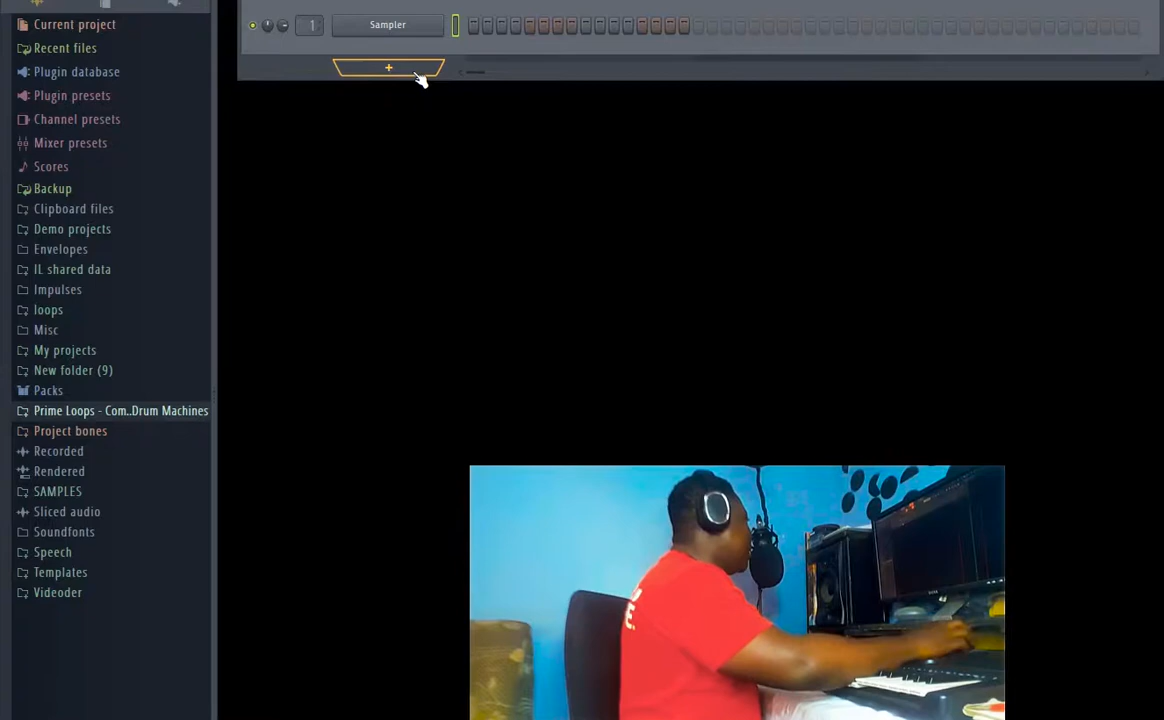 Current project
Recent files
Plugin database
Plugin presets
Channel presets
Mixer presets
Scores
Backup
Clipboard files
Demo projects
Envelopes
IL shared data
Impulses
loops
Misc
My projects
New folder (9)
Packs
Prime Loops - Com..Drum Machines
Project bones
Recorded
Rendered
SAMPLES
Sliced audio
Soundfonts
Speech
Templates
Videoder
1 Sampler
+